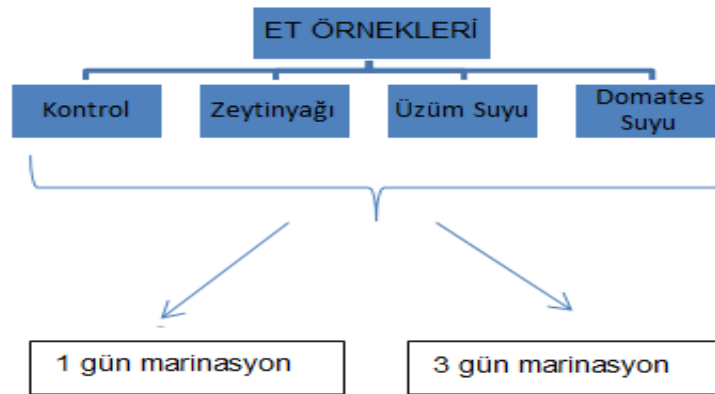 ET ÖRNEKLERİ
Kontrol
Zeytinyağı
Üzüm Suyu
Domates
Suyu
1 gün marinasyon
3 gün marinasyon